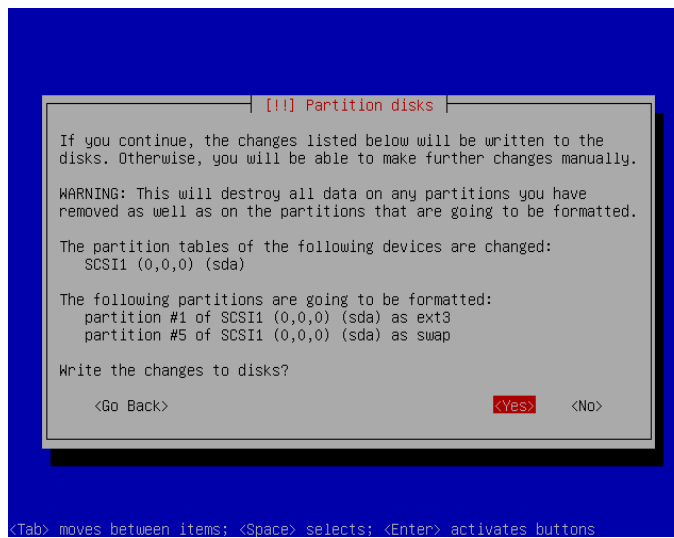 [!!] Partition disks
If you continue, the changes listed below will be written to the
disks. Otherwise, you will be able to make further changes manually.
WARNING: This will destroy all data on any partitions you have
removed as well as on the partitions that are going to be formatted.
The partition tables of the following devices are changed:
SCSI1 (0,0,0) (sda)
The following partitions are going to be formatted:
partition #1 of SCSI1 (0,0,0) (sda) as ext3
partition #5 of SCSI1 (0,0,0) (sda) as swap
Write the changes to disks?
<Go Back> <Yes> <No>
<Tab> moves between items; <Space> selects; <Enter> activates buttons